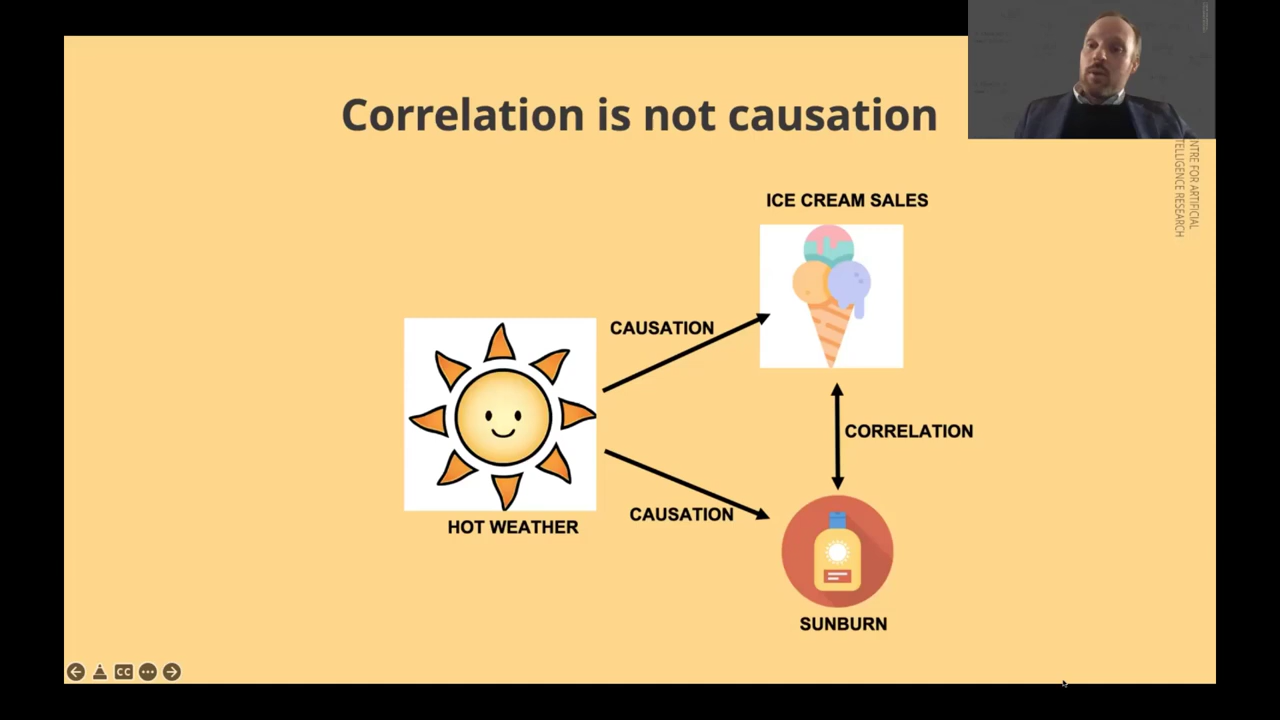 Correlation is not causation
NTRE FOR ARTIFICIAL
TELLIGENCE RESEARCH
ICE CREAM SALES
CAUSATION
CORRELATION
CAUSATION
HOT WEATHER
SUNBURN
CC